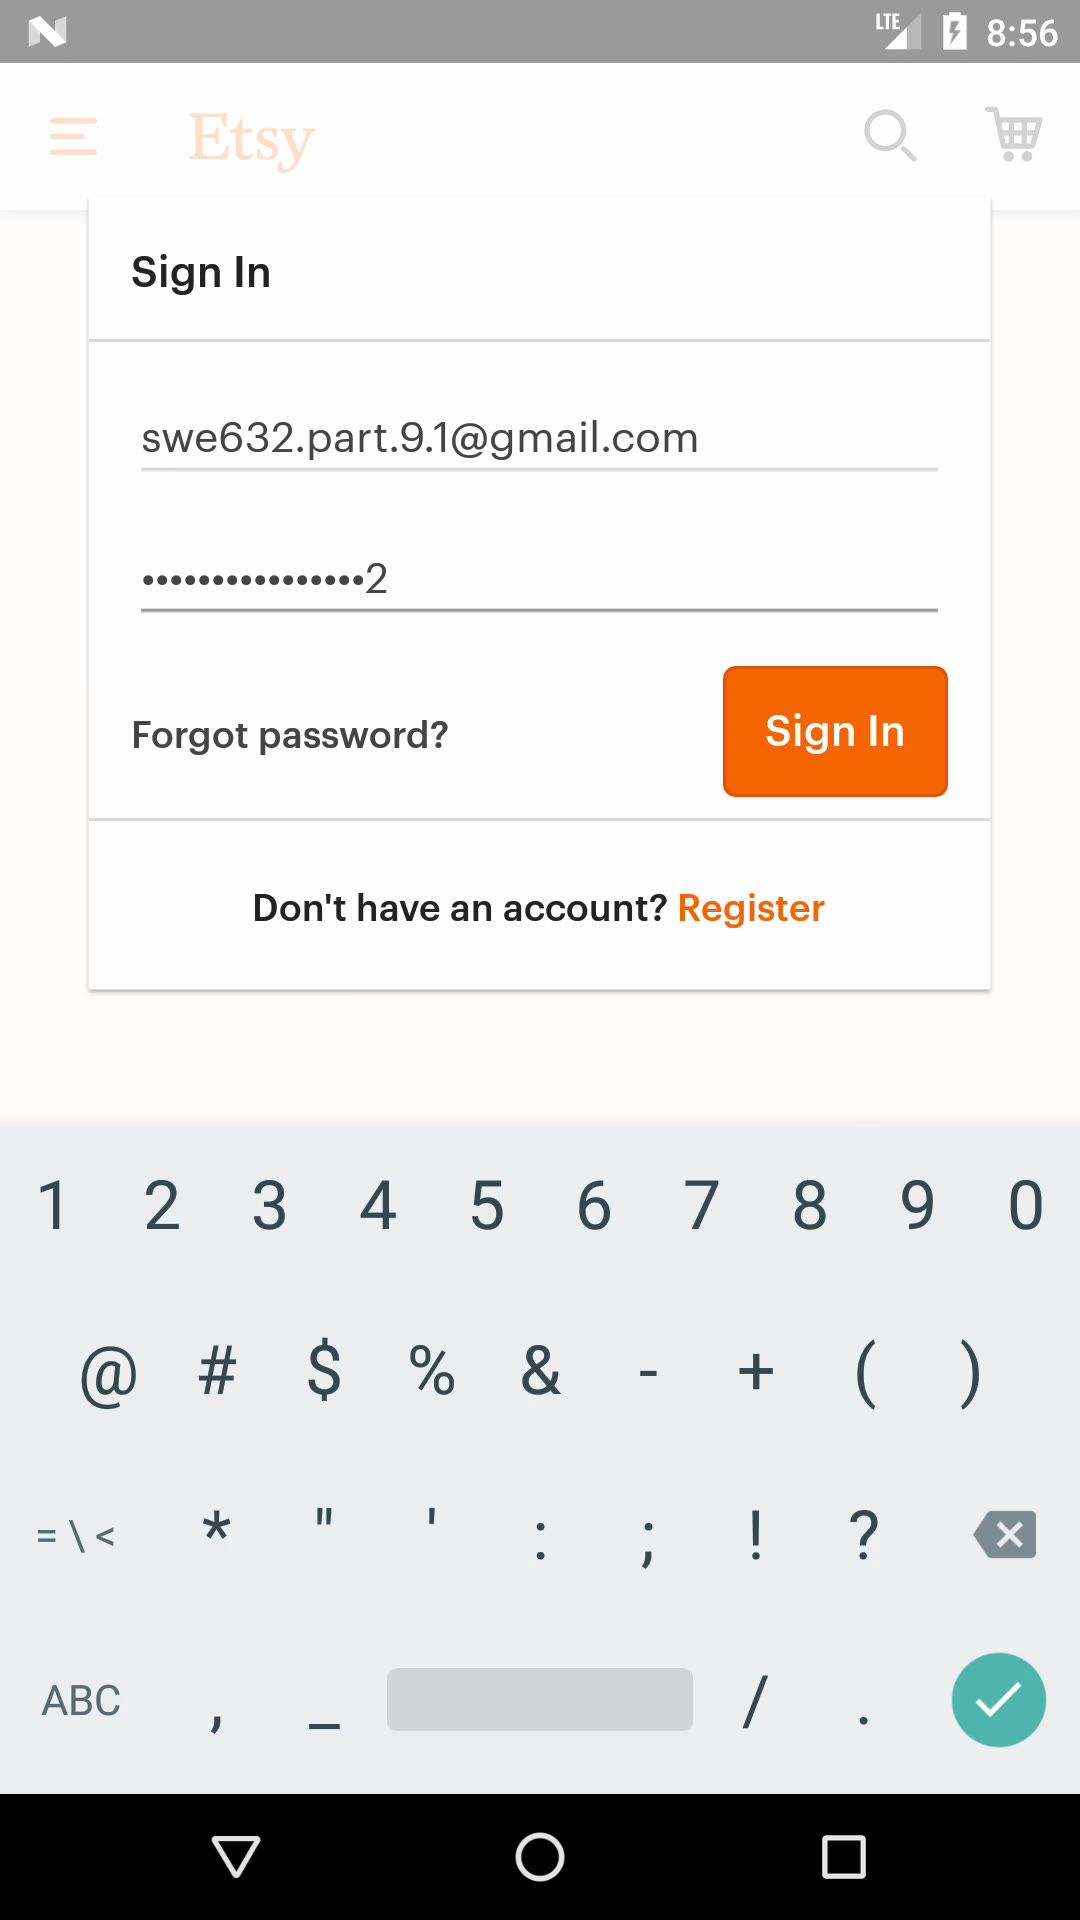 LTE 8:56
Etsy
Sign In
swe632.part.9.1@gmail.com
••••••••••••••••2
Forgot password?
Sign In
Don't have an account? Register
1 2 3 4 5 6 7 8 9 0
@ # $ % & - + ( )
= \ < * " ' : ; ! ?
ABC , _ / .